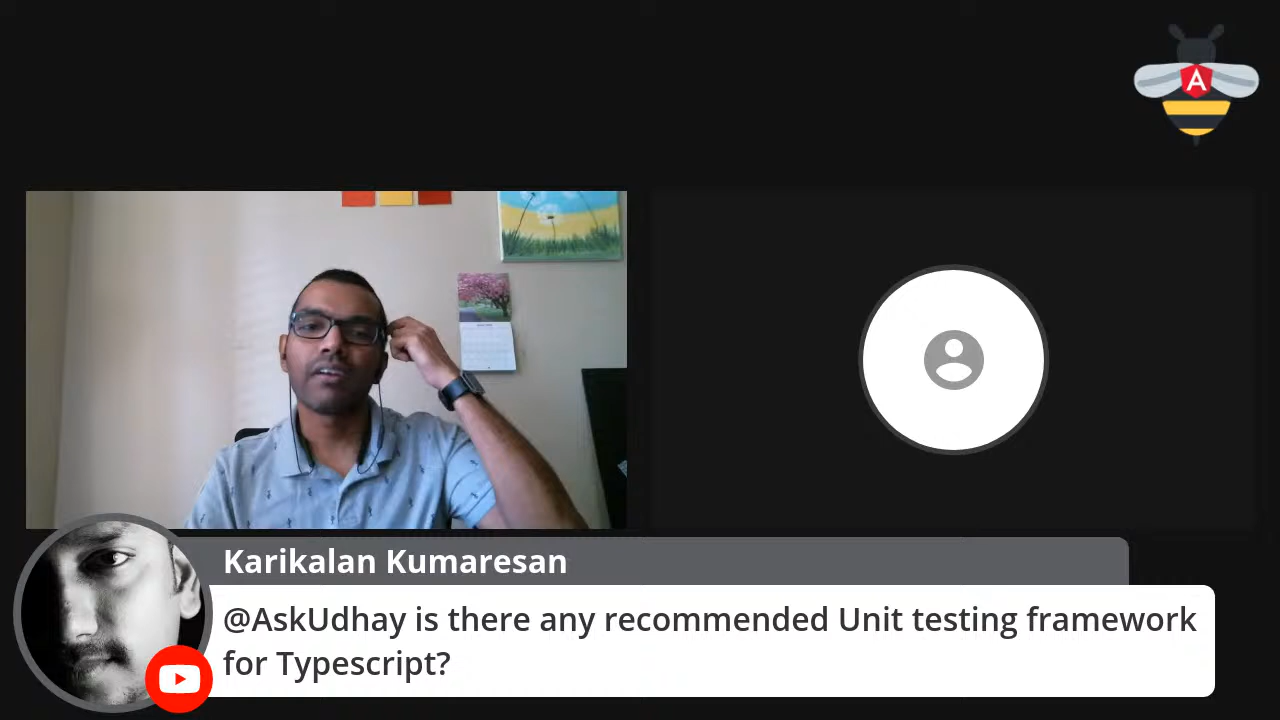 A
Karikalan Kumaresan
@AskUdhay is there any recommended Unit testing framework
for Typescript?